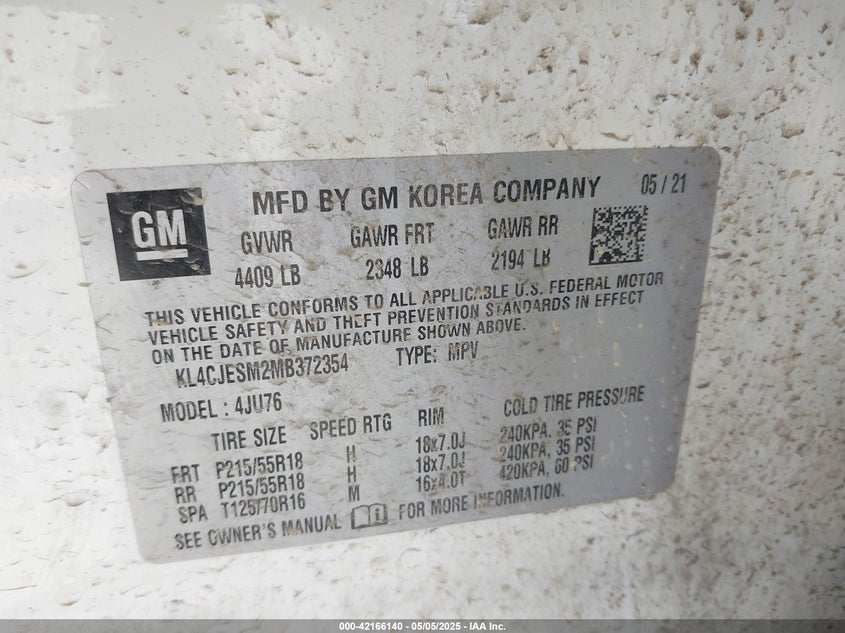 GM
MFD BY GM KOREA COMPANY 05 / 21
GVWR GAWR FRT GAWR RR
4409 LB 2348 LB 2194 LB
THIS VEHICLE CONFORMS TO ALL APPLICABLE U.S. FEDERAL MOTOR
VEHICLE SAFETY AND THEFT PREVENTION STANDARDS IN EFFECT
ON THE DATE OF MANUFACTURE SHOWN ABOVE.
KL4CJESM2MB372354 TYPE: MPV
MODEL : 4JU76
TIRE SIZE SPEED RTG RIM COLD TIRE PRESSURE
FRT P215/55R18 H 18x7.0J 240KPA, 35 PSI
RR P215/55R18 H 18x7.0J 240KPA, 35 PSI
SPA T125/70R16 M 16x4.0T 420KPA, 60 PSI
SEE OWNER'S MANUAL FOR MORE INFORMATION.
000-42166140 - 05/05/2025 - IAA Inc.